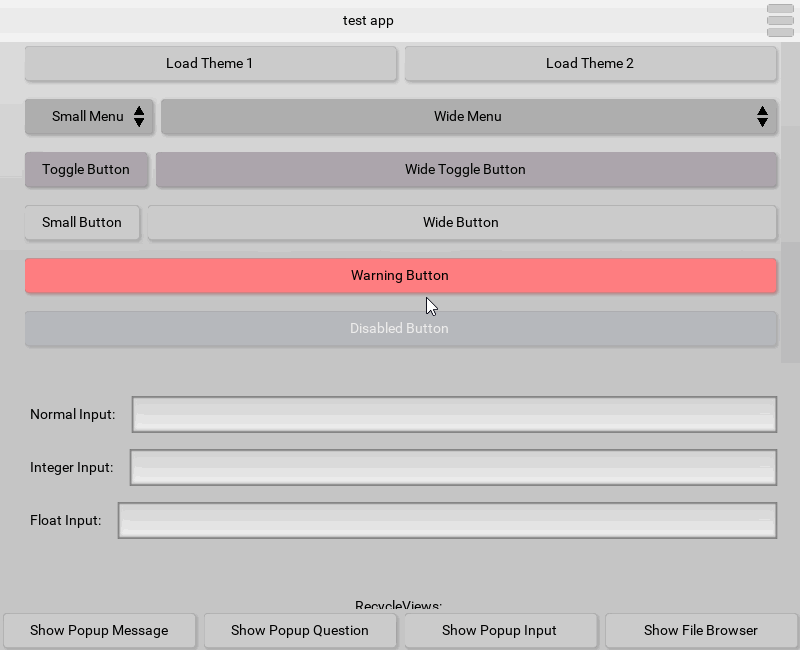 test app
Load Theme 1
Load Theme 2
Small Menu
Wide Menu
Toggle Button
Wide Toggle Button
Small Button
Wide Button
Warning Button
Disabled Button
Normal Input:
Integer Input:
Float Input:
RecycleViews:
Show Popup Message
Show Popup Question
Show Popup Input
Show File Browser